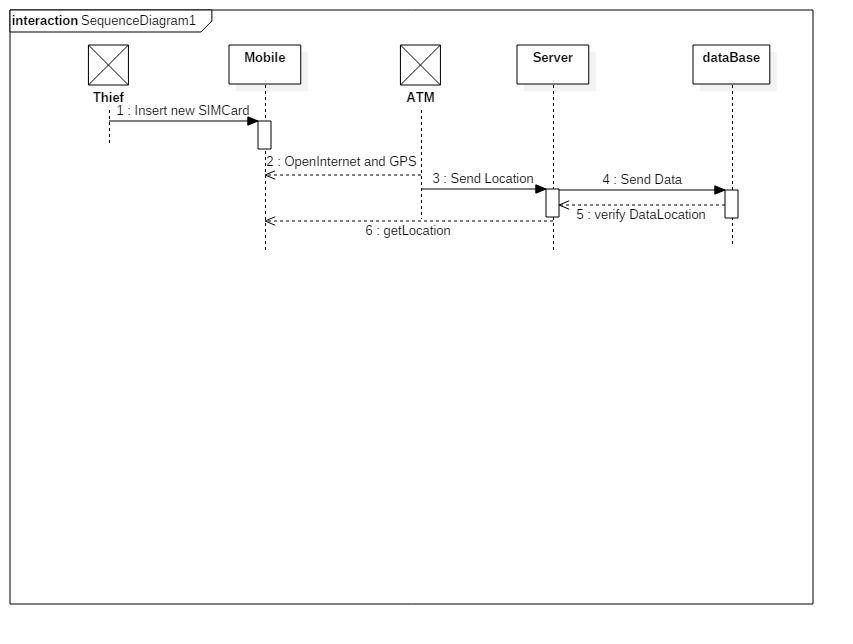 interaction SequenceDiagram1
Mobile
Server
dataBase
Thief
ATM
1 : Insert new SIMCard
2 : OpenInternet and GPS
3 : Send Location
4 : Send Data
5 : verify DataLocation
6 : getLocation